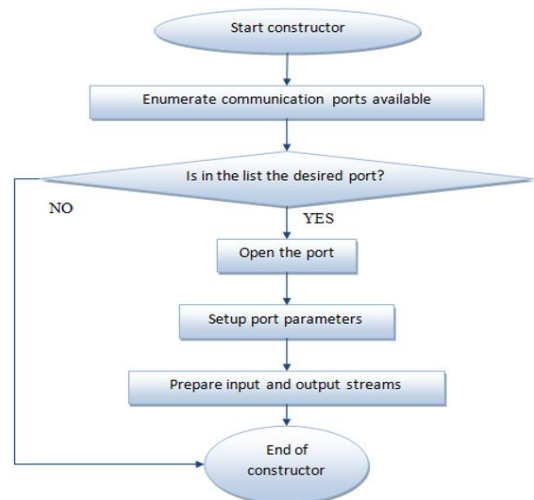 Start constructor
Enumerate communication ports available
Is in the list the desired port?
NO
YES
Open the port
Setup port parameters
Prepare input and output streams
End of
constructor